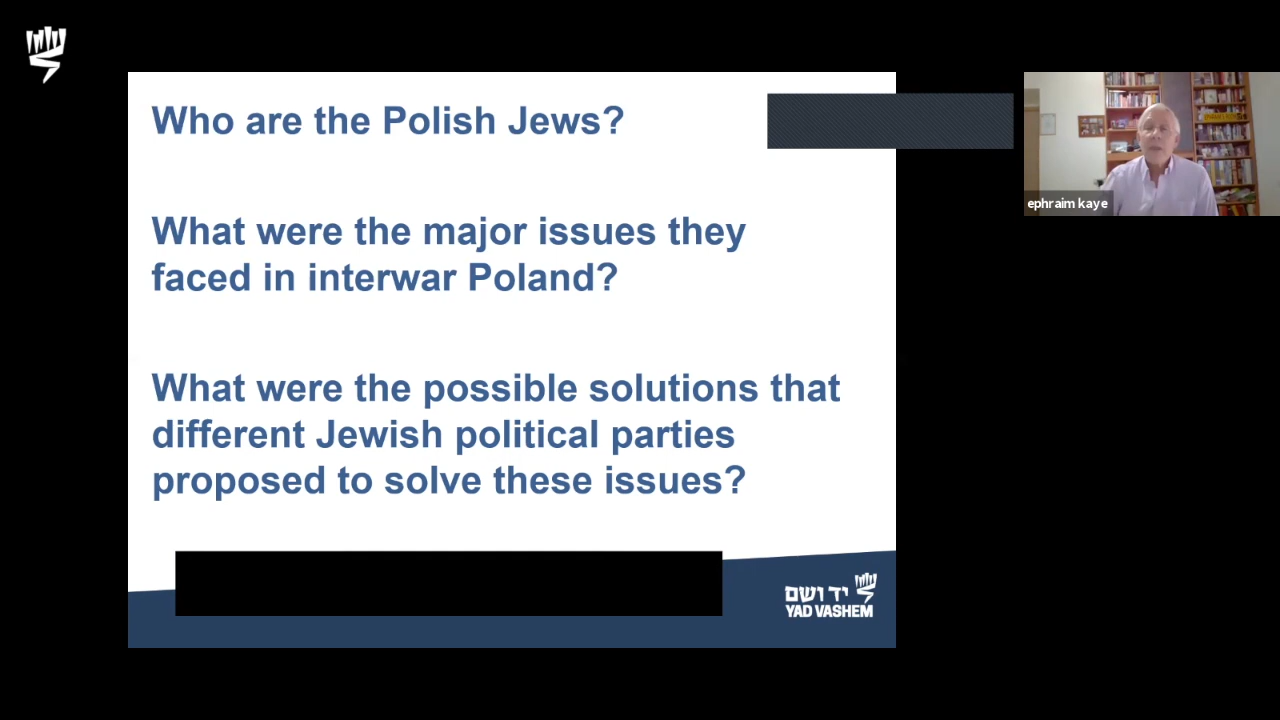 Who are the Polish Jews?
What were the major issues they
faced in interwar Poland?
What were the possible solutions that
different Jewish political parties
proposed to solve these issues?
יד ושם
YAD VASHEM
ephraim kaye